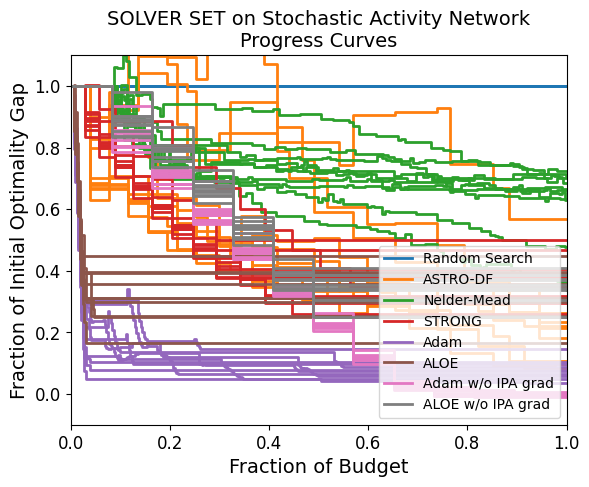 SOLVER SET on Stochastic Activity Network
Progress Curves
Fraction of Initial Optimality Gap
1.0
0.8
0.6
0.4
0.2
0.0
Random Search
ASTRO-DF
Nelder-Mead
STRONG
Adam
ALOE
Adam w/o IPA grad
ALOE w/o IPA grad
0.0 0.2 0.4 0.6 0.8 1.0
Fraction of Budget